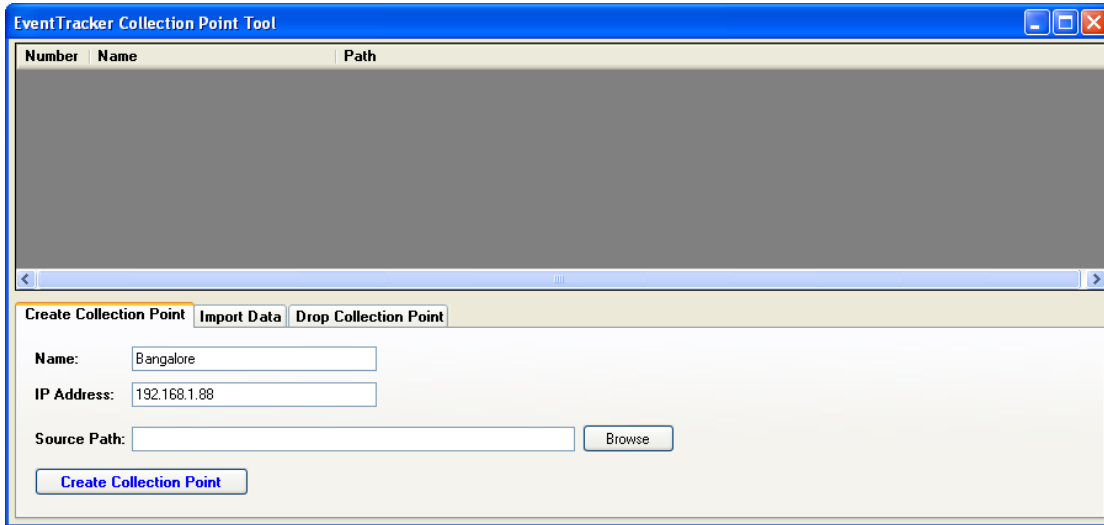 EventTracker Collection Point Tool
Number Name Path
Create Collection Point Import Data Drop Collection Point
Name: Bangalore
IP Address: 192.168.1.88
Source Path: Browse
Create Collection Point